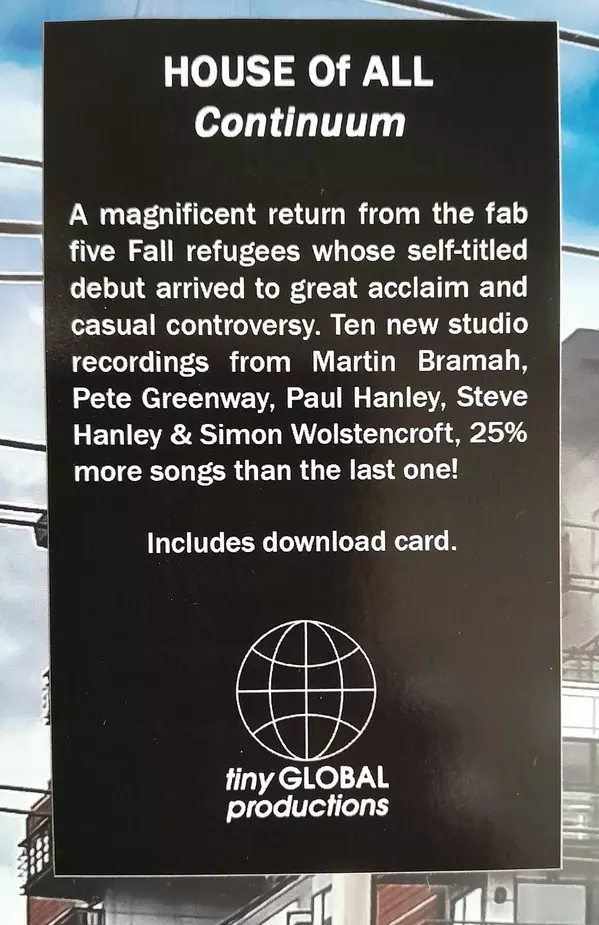 HOUSE Of ALL
Continuum
A magnificent return from the fab
five Fall refugees whose self-titled
debut arrived to great acclaim and
casual controversy. Ten new studio
recordings from Martin Bramah,
Pete Greenway, Paul Hanley, Steve
Hanley & Simon Wolstencroft, 25%
more songs than the last one!
Includes download card.
tiny GLOBAL
productions